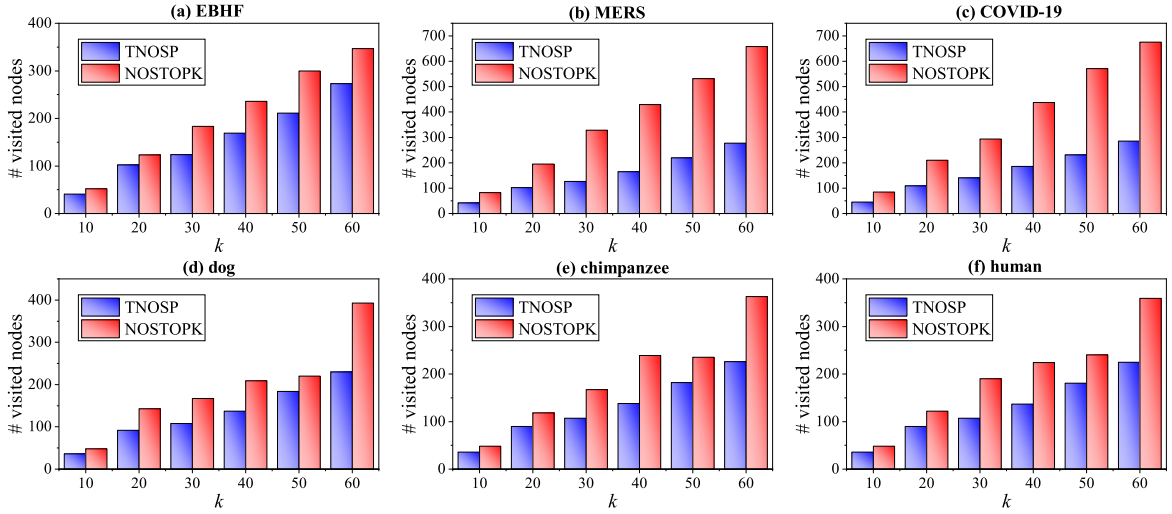 (a) EBHF
# visited nodes
400
300
200
100
0
TNOSP
NOSTOPK
10 20 30 40 50 60
k
(b) MERS
# visited nodes
700
600
500
400
300
200
100
0
TNOSP
NOSTOPK
10 20 30 40 50 60
k
(c) COVID-19
# visited nodes
700
600
500
400
300
200
100
0
TNOSP
NOSTOPK
10 20 30 40 50 60
k
(d) dog
# visited nodes
400
300
200
100
0
TNOSP
NOSTOPK
10 20 30 40 50 60
k
(e) chimpanzee
# visited nodes
400
300
200
100
0
TNOSP
NOSTOPK
10 20 30 40 50 60
k
(f) human
# visited nodes
400
300
200
100
0
TNOSP
NOSTOPK
10 20 30 40 50 60
k